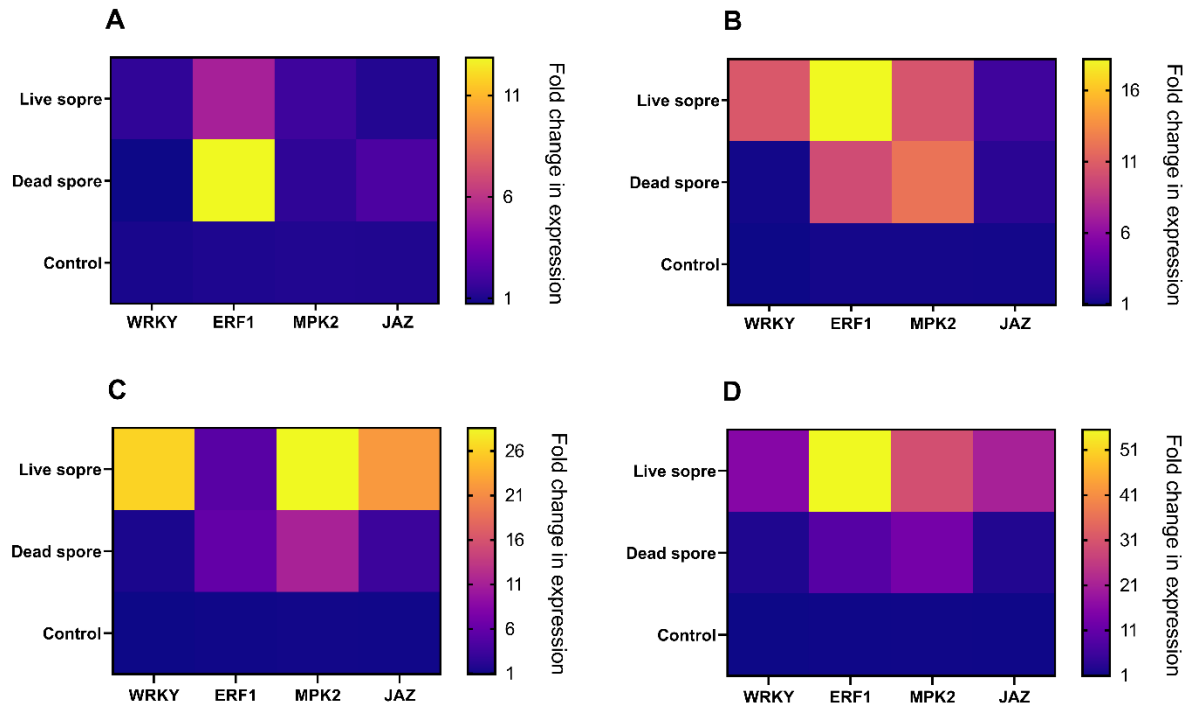 A
Live sopre
Dead spore
Control
WRKY ERF1 MPK2 JAZ
11
6
1
Fold change in expression
B
Live sopre
Dead spore
Control
WRKY ERF1 MPK2 JAZ
16
11
6
1
Fold change in expression
C
Live sopre
Dead spore
Control
WRKY ERF1 MPK2 JAZ
26
21
16
11
6
1
Fold change in expression
D
Live sopre
Dead spore
Control
WRKY ERF1 MPK2 JAZ
51
41
31
21
11
1
Fold change in expression